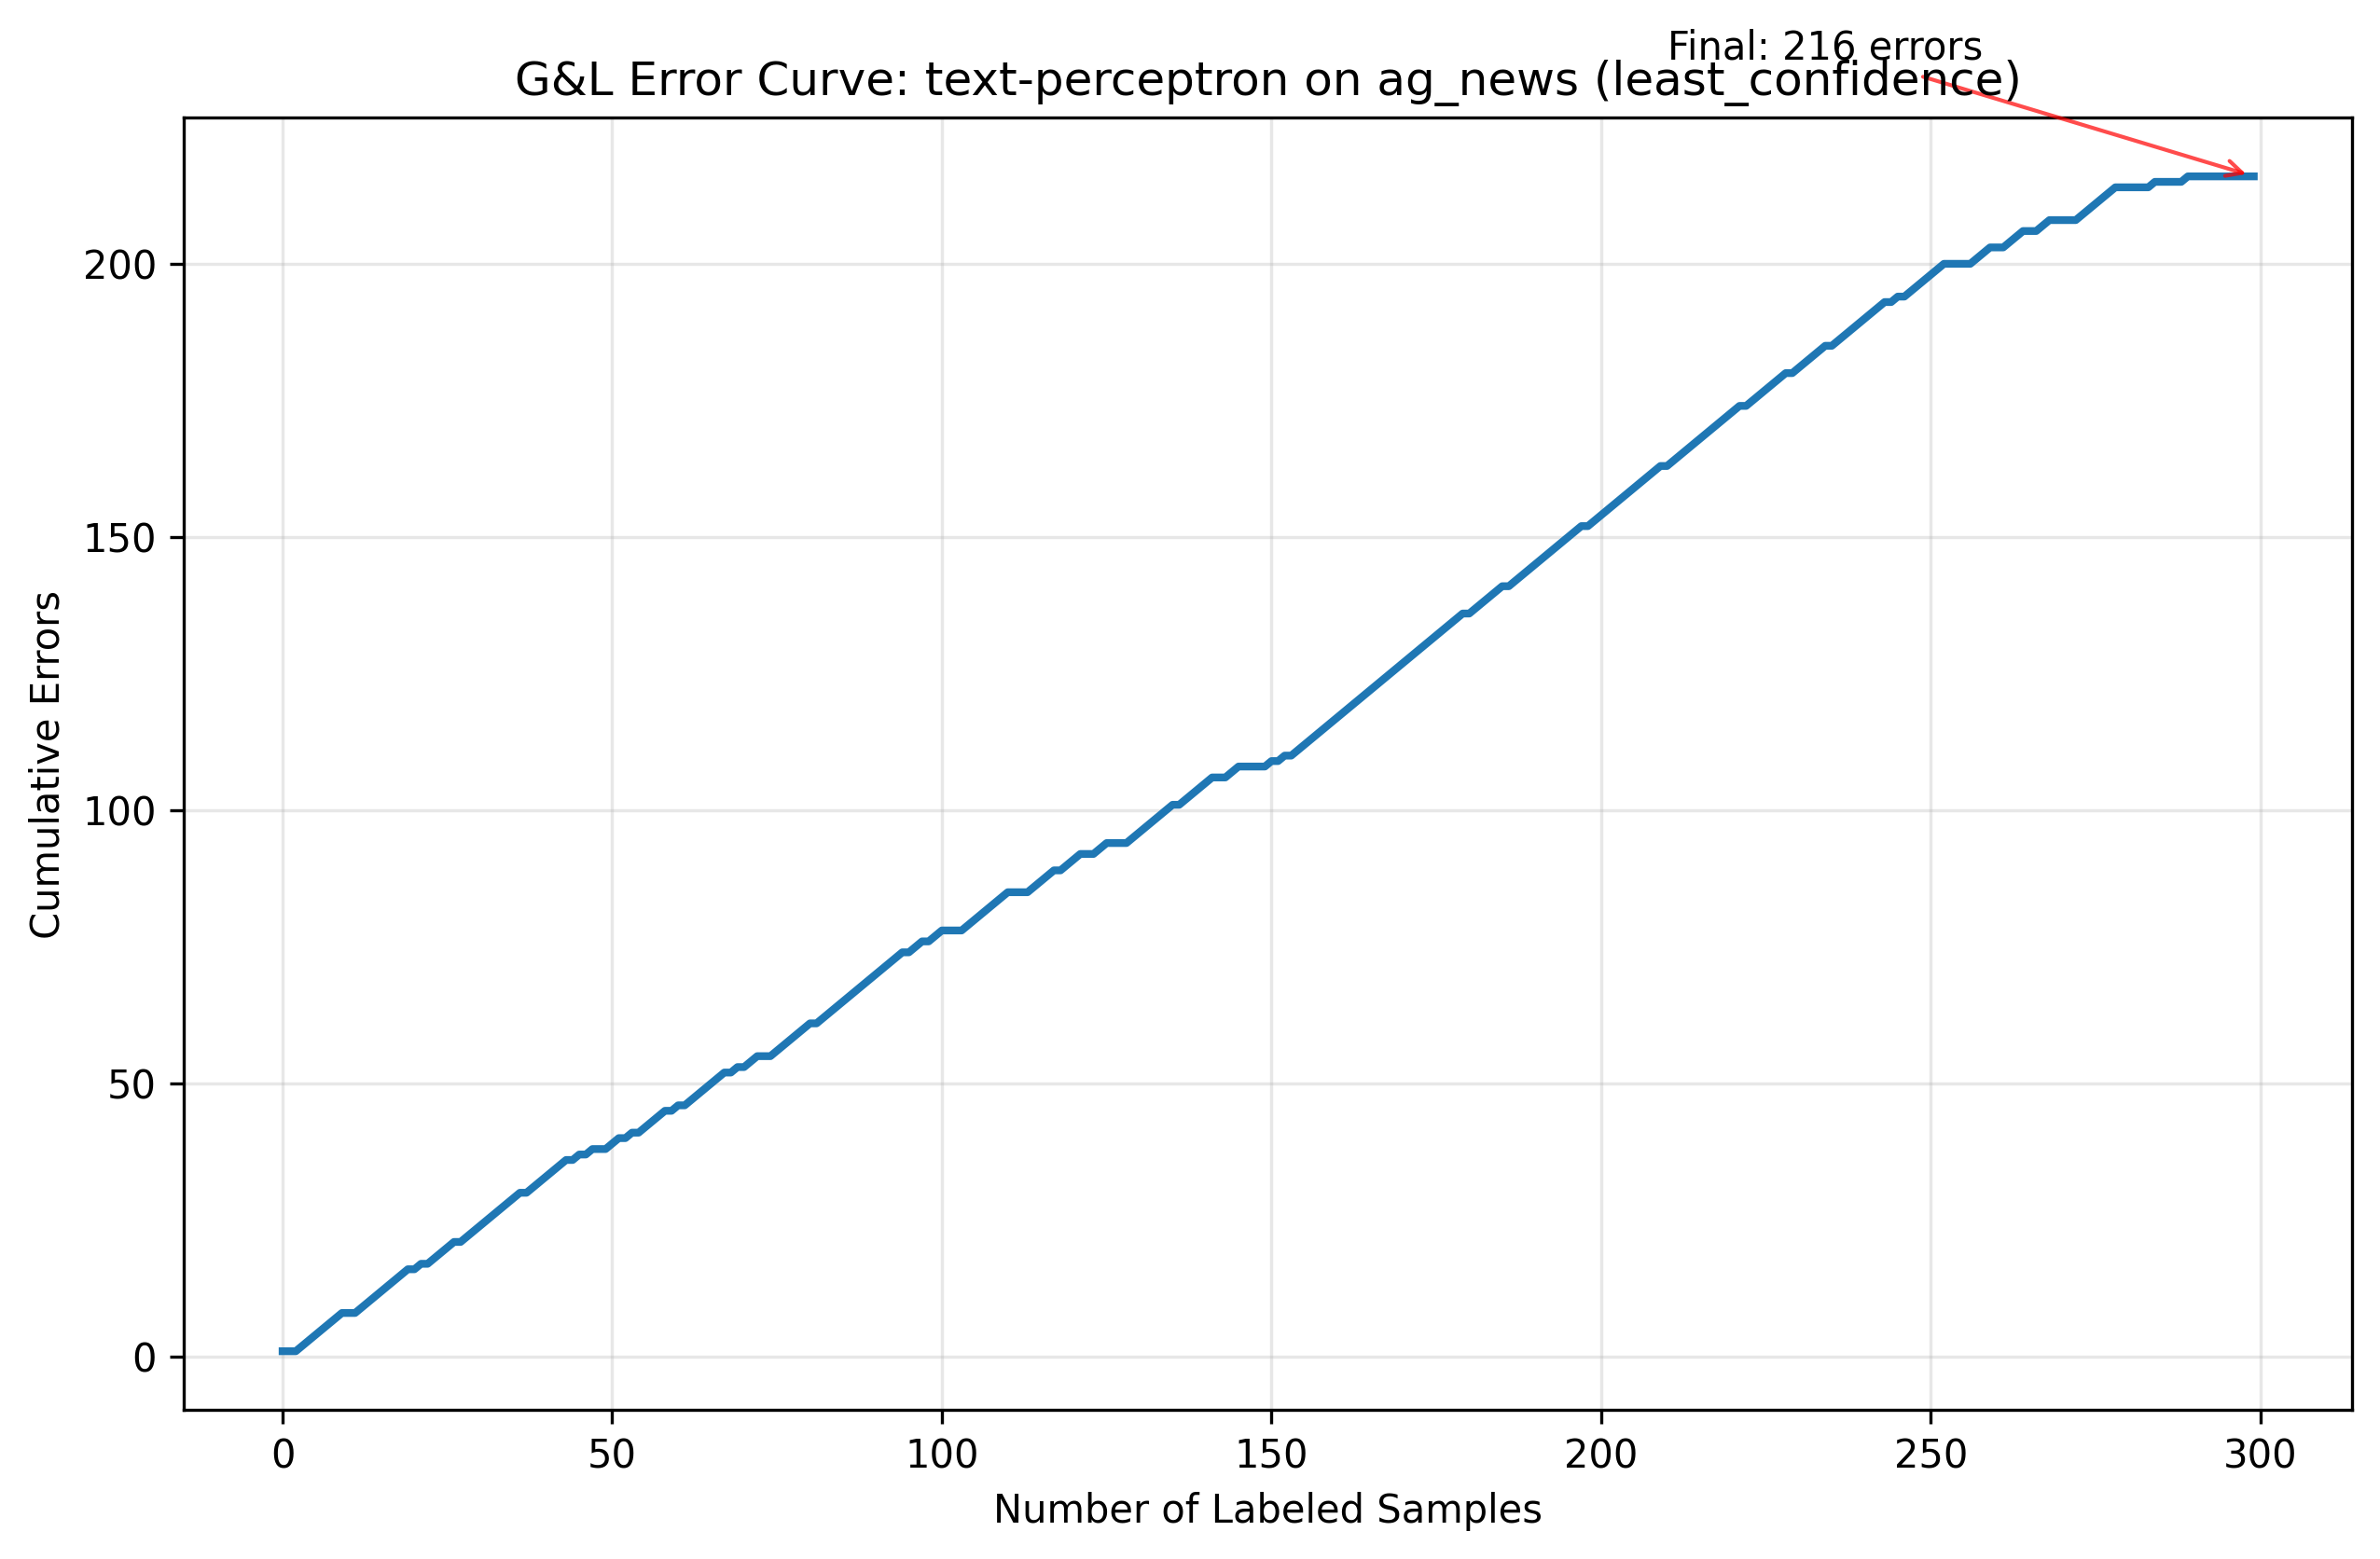 Final: 216 errors
G&L Error Curve: text-perceptron on ag_news (least_confidence)
Cumulative Errors
200
150
100
50
0
0 50 100 150 200 250 300
Number of Labeled Samples